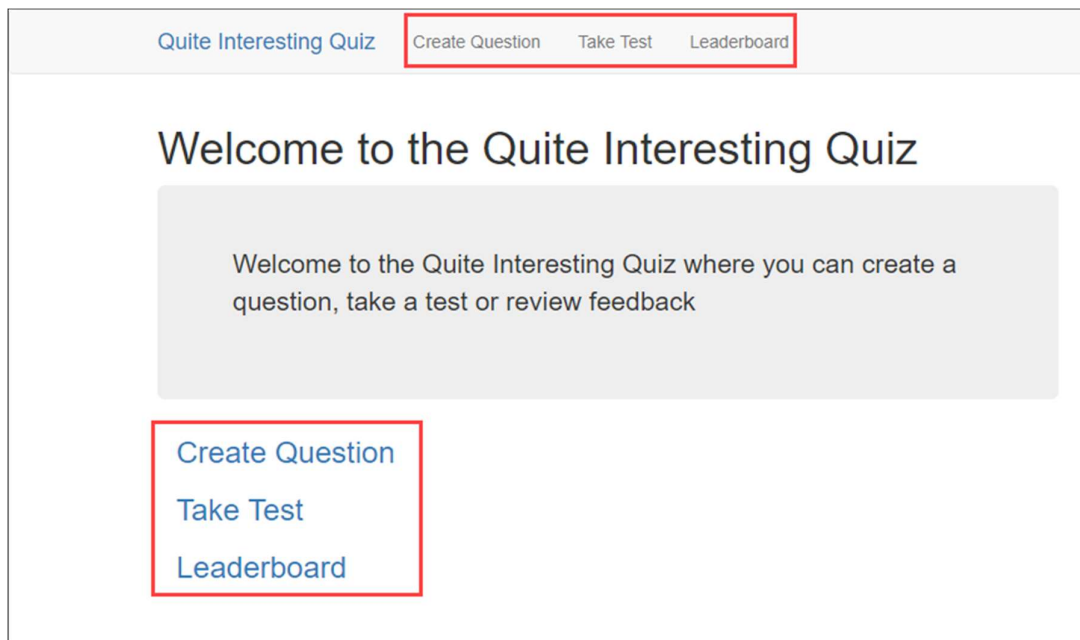 Quite Interesting Quiz Create Question Take Test Leaderboard
Welcome to the Quite Interesting Quiz
Welcome to the Quite Interesting Quiz where you can create a
question, take a test or review feedback
Create Question
Take Test
Leaderboard